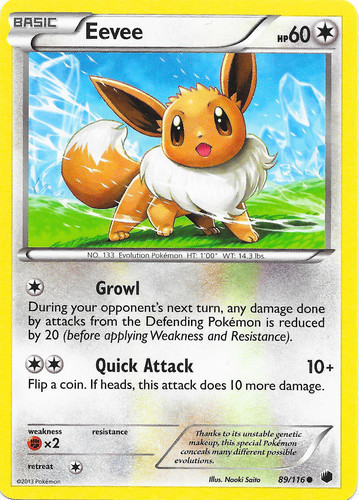 BASIC
Eevee
HP60
NO. 133 Evolution Pokémon HT: 1'00" WT: 14.3 lbs.
Growl
During your opponent's next turn, any damage done
by attacks from the Defending Pokémon is reduced
by 20 (before applying Weakness and Resistance).
Quick Attack 10+
Flip a coin. If heads, this attack does 10 more damage.
weakness resistance
×2
retreat
Thanks to its unstable genetic
makeup, this special Pokémon
conceals many different possible
evolutions.
©2013 Pokémon
Illus. Naoki Saito
89/116